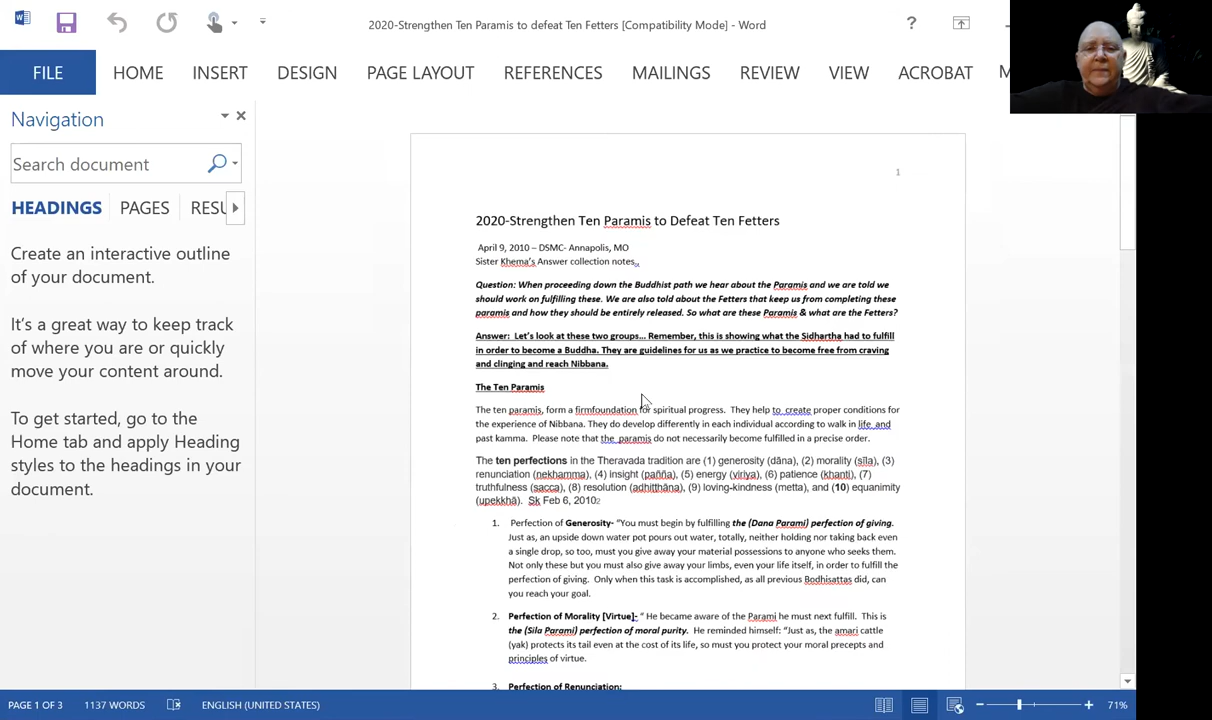 2020-Strengthen Ten Paramis to defeat Ten Fetters [Compatibility Mode] - Word
?
FILE HOME INSERT DESIGN PAGE LAYOUT REFERENCES MAILINGS REVIEW VIEW ACROBAT M
Navigation
Search document
HEADINGS PAGES RESU
Create an interactive outline
of your document.
It's a great way to keep track
of where you are or quickly
move your content around.
To get started, go to the
Home tab and apply Heading
styles to the headings in your
document.
1
2020-Strengthen Ten Paramis to Defeat Ten Fetters
April 9, 2010 – DSMC- Annapolis, MO
Sister Khema's Answer collection notes..
Question: When proceeding down the Buddhist path we hear about the Paramis and we are told we
should work on fulfilling these. We are also told about the Fetters that keep us from completing these
paramis and how they should be entirely released. So what are these Paramis & what are the Fetters?
Answer: Let's look at these two groups... Remember, this is showing what the Sidhartha had to fulfill
in order to become a Buddha. They are guidelines for us as we practice to become free from craving
and clinging and reach Nibbana.
The Ten Paramis
The ten paramis, form a firmfoundation for spiritual progress. They help to create proper conditions for
the experience of Nibbana. They do develop differently in each individual according to walk in life and
past kamma. Please note that the paramis do not necessarily become fulfilled in a precise order.
The ten perfections in the Theravada tradition are (1) generosity (dāna), (2) morality (sīla), (3)
renunciation (nekhamma), (4) insight (pañña), (5) energy (viriya), (6) patience (khanti), (7)
truthfulness (sacca), (8) resolution (adhiṭṭhāna), (9) loving-kindness (metta), and (10) equanimity
(upekkhā). Sk Feb 6, 20102
1. Perfection of Generosity- "You must begin by fulfilling the (Dana Parami) perfection of giving.
Just as, an upside down water pot pours out water, totally, neither holding nor taking back even
a single drop, so too, must you give away your material possessions to anyone who seeks them.
Not only these but you must also give away your limbs, even your life itself, in order to fulfill the
perfection of giving. Only when this task is accomplished, as all previous Bodhisattas did, can
you reach your goal.
2. Perfection of Morality [Virtue]- " He became aware of the Parami he must next fulfill. This is
the (Sila Parami) perfection of moral purity. He reminded himself: "Just as, the amari cattle
(yak) protects its tail even at the cost of its life, so must you protect your moral precepts and
principles of virtue.
3. Perfection of Renunciation:
PAGE 1 OF 3 1137 WORDS ENGLISH (UNITED STATES) 71%